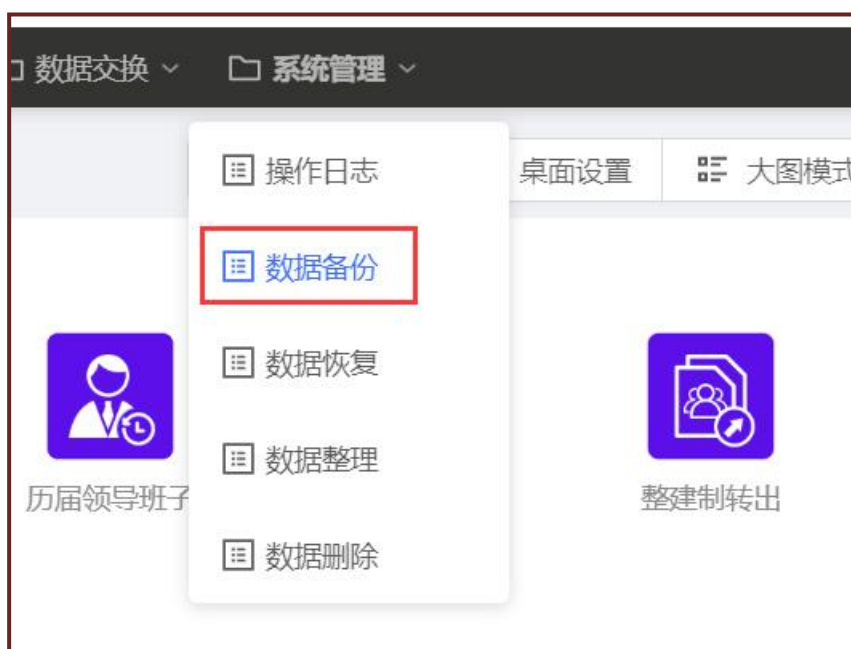 数据交换
系统管理
操作日志
桌面设置
大图模式
数据备份
数据恢复
数据整理
历届领导班子
整建制转出
数据删除